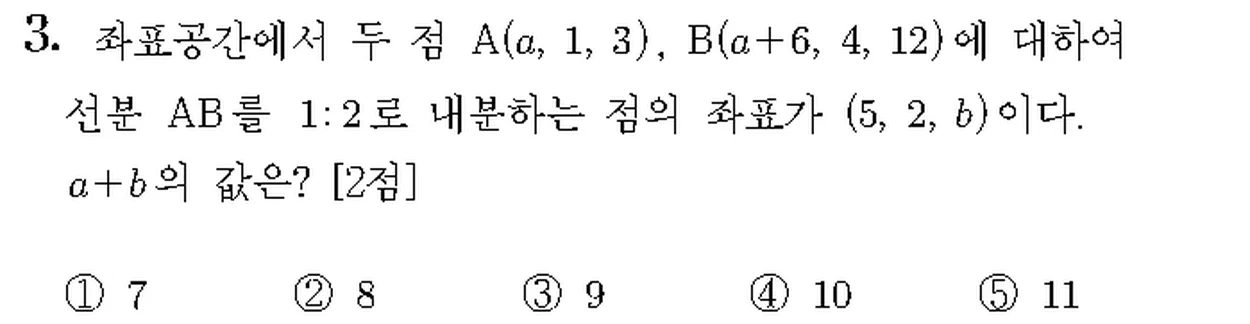 3. 좌표공간에서 두 점 A(a, 1, 3), B(a+6, 4, 12)에 대하여
선분 AB를 1:2로 내분하는 점의 좌표가 (5, 2, b)이다.
a+b의 값은? [2점]
① 7 ② 8 ③ 9 ④ 10 ⑤ 11